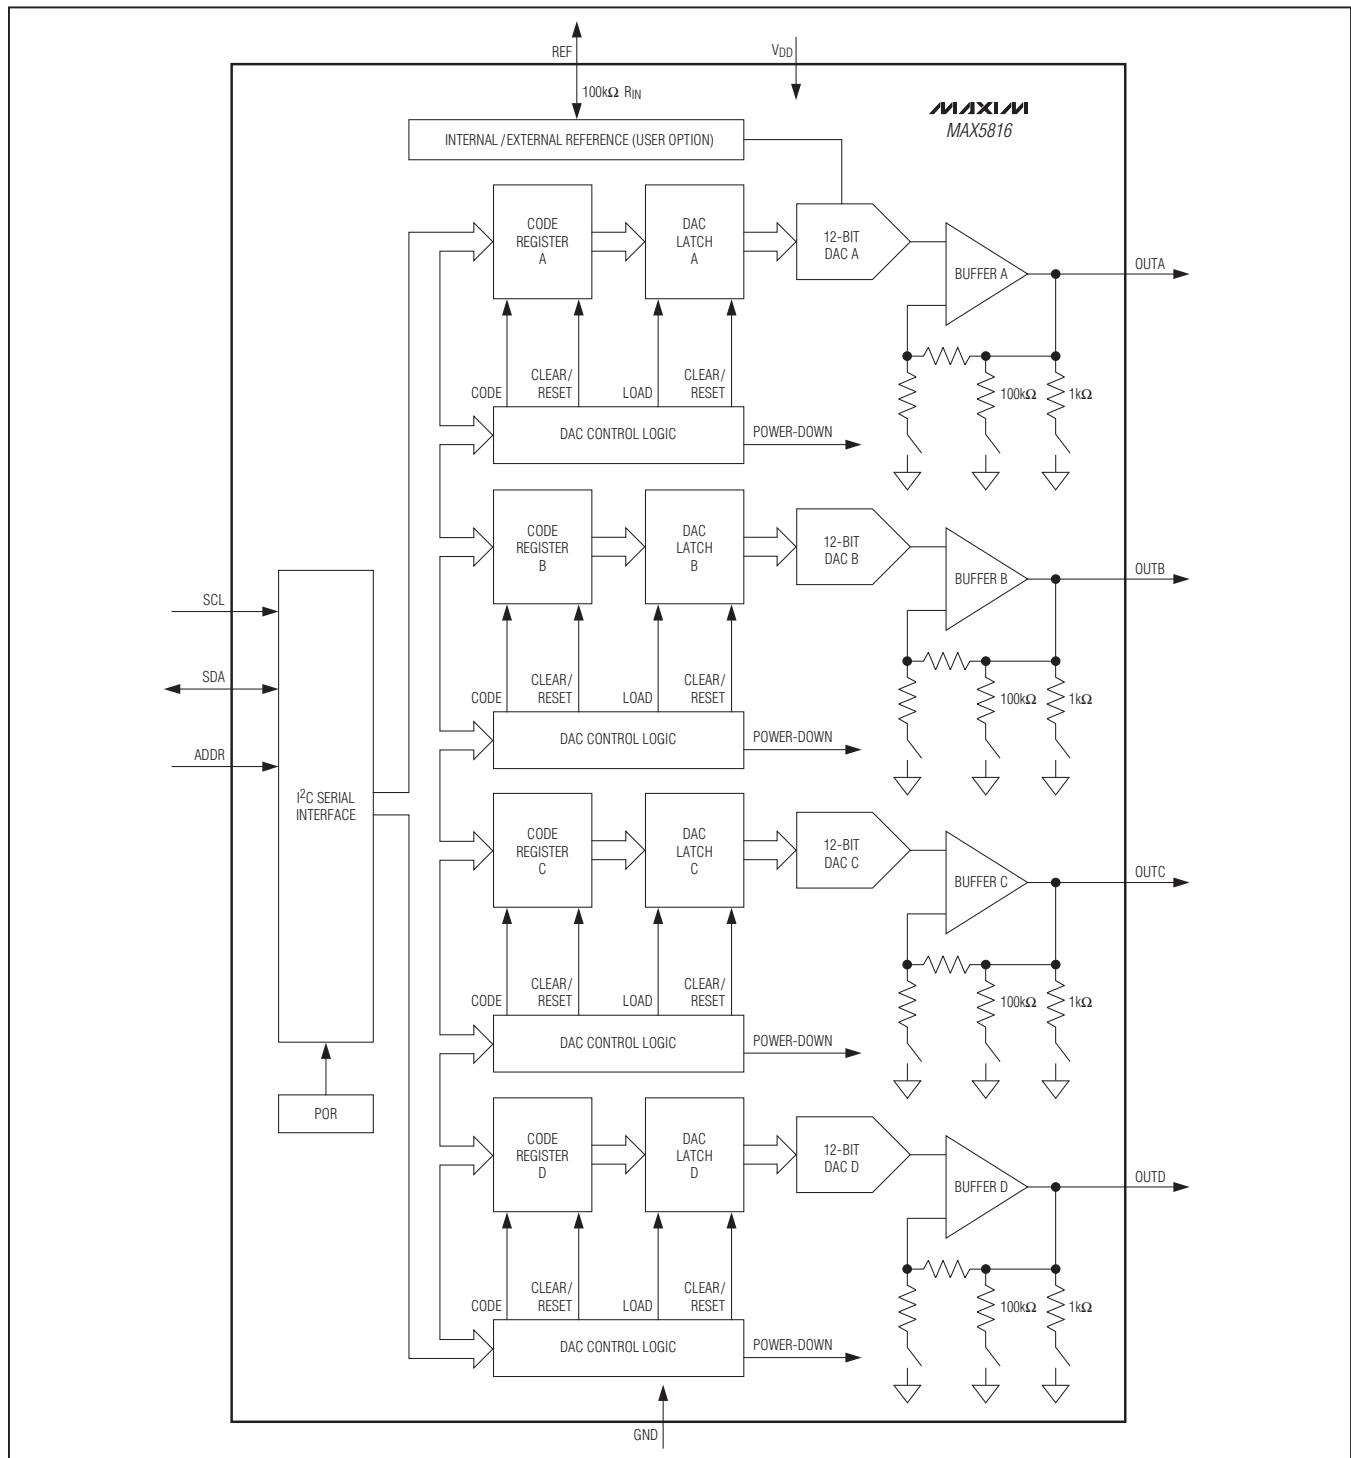 REF
VDD
100kΩ RIN
MAXIM
MAX5816
INTERNAL/EXTERNAL REFERENCE (USER OPTION)
CODE
REGISTER
A
DAC
LATCH
A
12-BIT
DAC A
BUFFER A
OUTA
CODE
CLEAR/
RESET
LOAD
CLEAR/
RESET
100kΩ
1kΩ
DAC CONTROL LOGIC
POWER-DOWN
CODE
REGISTER
B
DAC
LATCH
B
12-BIT
DAC B
BUFFER B
OUTB
SCL
SDA
ADDR
I2C SERIAL
INTERFACE
CODE
CLEAR/
RESET
LOAD
CLEAR/
RESET
100kΩ
1kΩ
DAC CONTROL LOGIC
POWER-DOWN
CODE
REGISTER
C
DAC
LATCH
C
12-BIT
DAC C
BUFFER C
OUTC
CODE
CLEAR/
RESET
LOAD
CLEAR/
RESET
100kΩ
1kΩ
DAC CONTROL LOGIC
POWER-DOWN
POR
CODE
REGISTER
D
DAC
LATCH
D
12-BIT
DAC D
BUFFER D
OUTD
CODE
CLEAR/
RESET
LOAD
CLEAR/
RESET
100kΩ
1kΩ
DAC CONTROL LOGIC
POWER-DOWN
GND